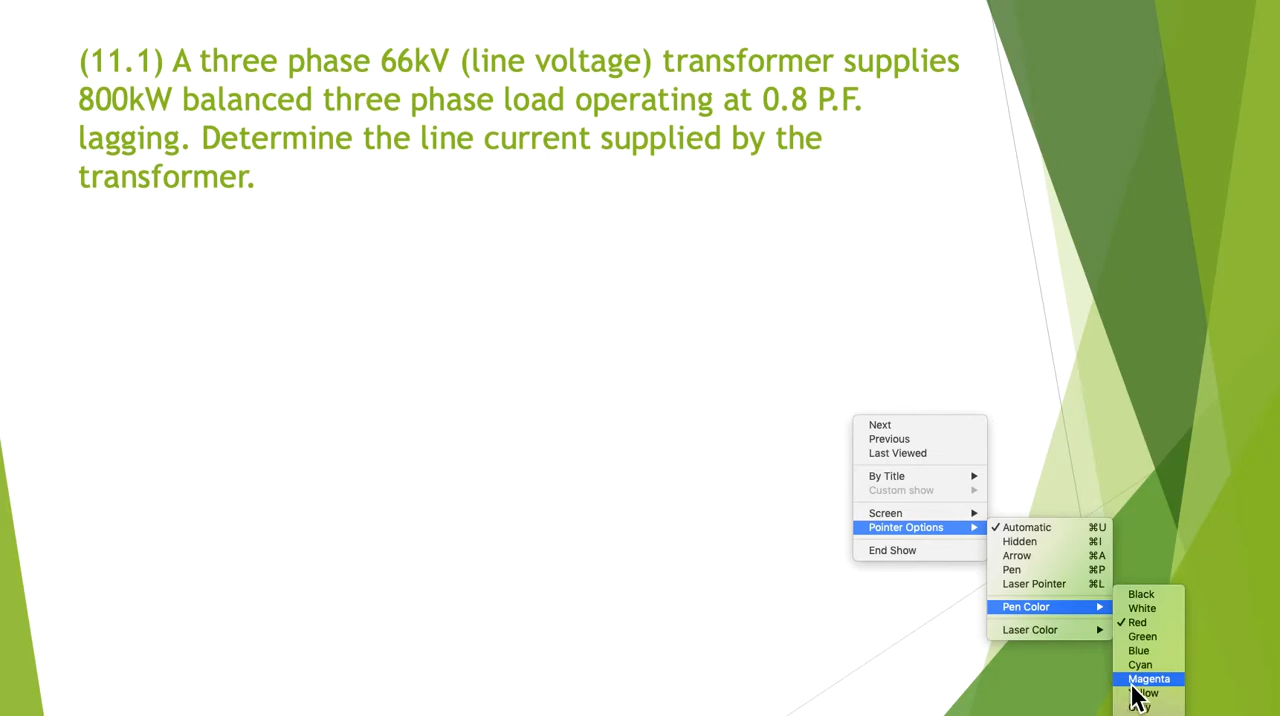 (11.1) A three phase 66kV (line voltage) transformer supplies
800kW balanced three phase load operating at 0.8 P.F.
lagging. Determine the line current supplied by the
transformer.
Next
Previous
Last Viewed
By Title
Custom show
Screen
Pointer Options
End Show
✓ Automatic ⌘U
Hidden ⌘I
Arrow ⌘A
Pen ⌘P
Laser Pointer ⌘L
Pen Color
Laser Color
Black
White
✓ Red
Green
Blue
Cyan
Magenta